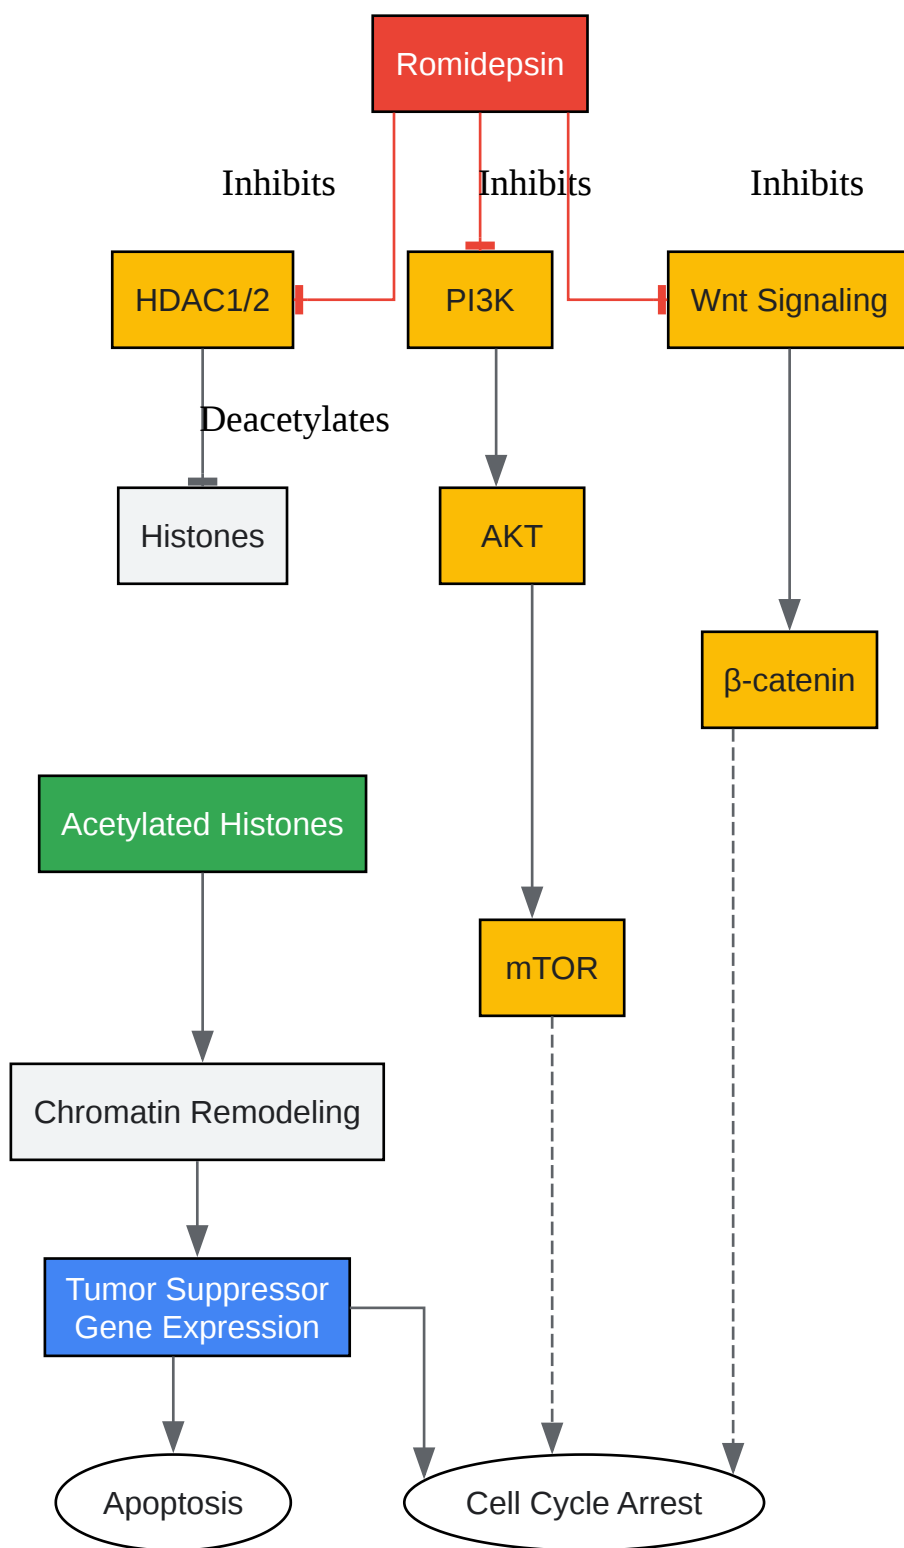 Romidepsin
Inhibits
Inhibits
Inhibits
HDAC1/2
PI3K
Wnt Signaling
Deacetylates
Histones
AKT
β-catenin
Acetylated Histones
mTOR
Chromatin Remodeling
Tumor Suppressor
Gene Expression
Apoptosis
Cell Cycle Arrest